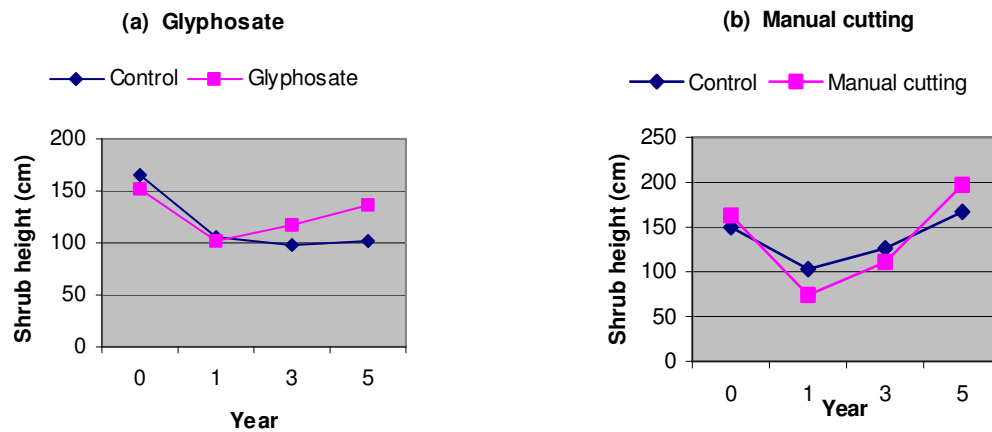 (a) Glyphosate
Control Glyphosate
Shrub height (cm)
200
150
100
50
0
0 1 3 5
Year
(b) Manual cutting
Control Manual cutting
Shrub height (cm)
250
200
150
100
50
0
0 1 3 5
Year